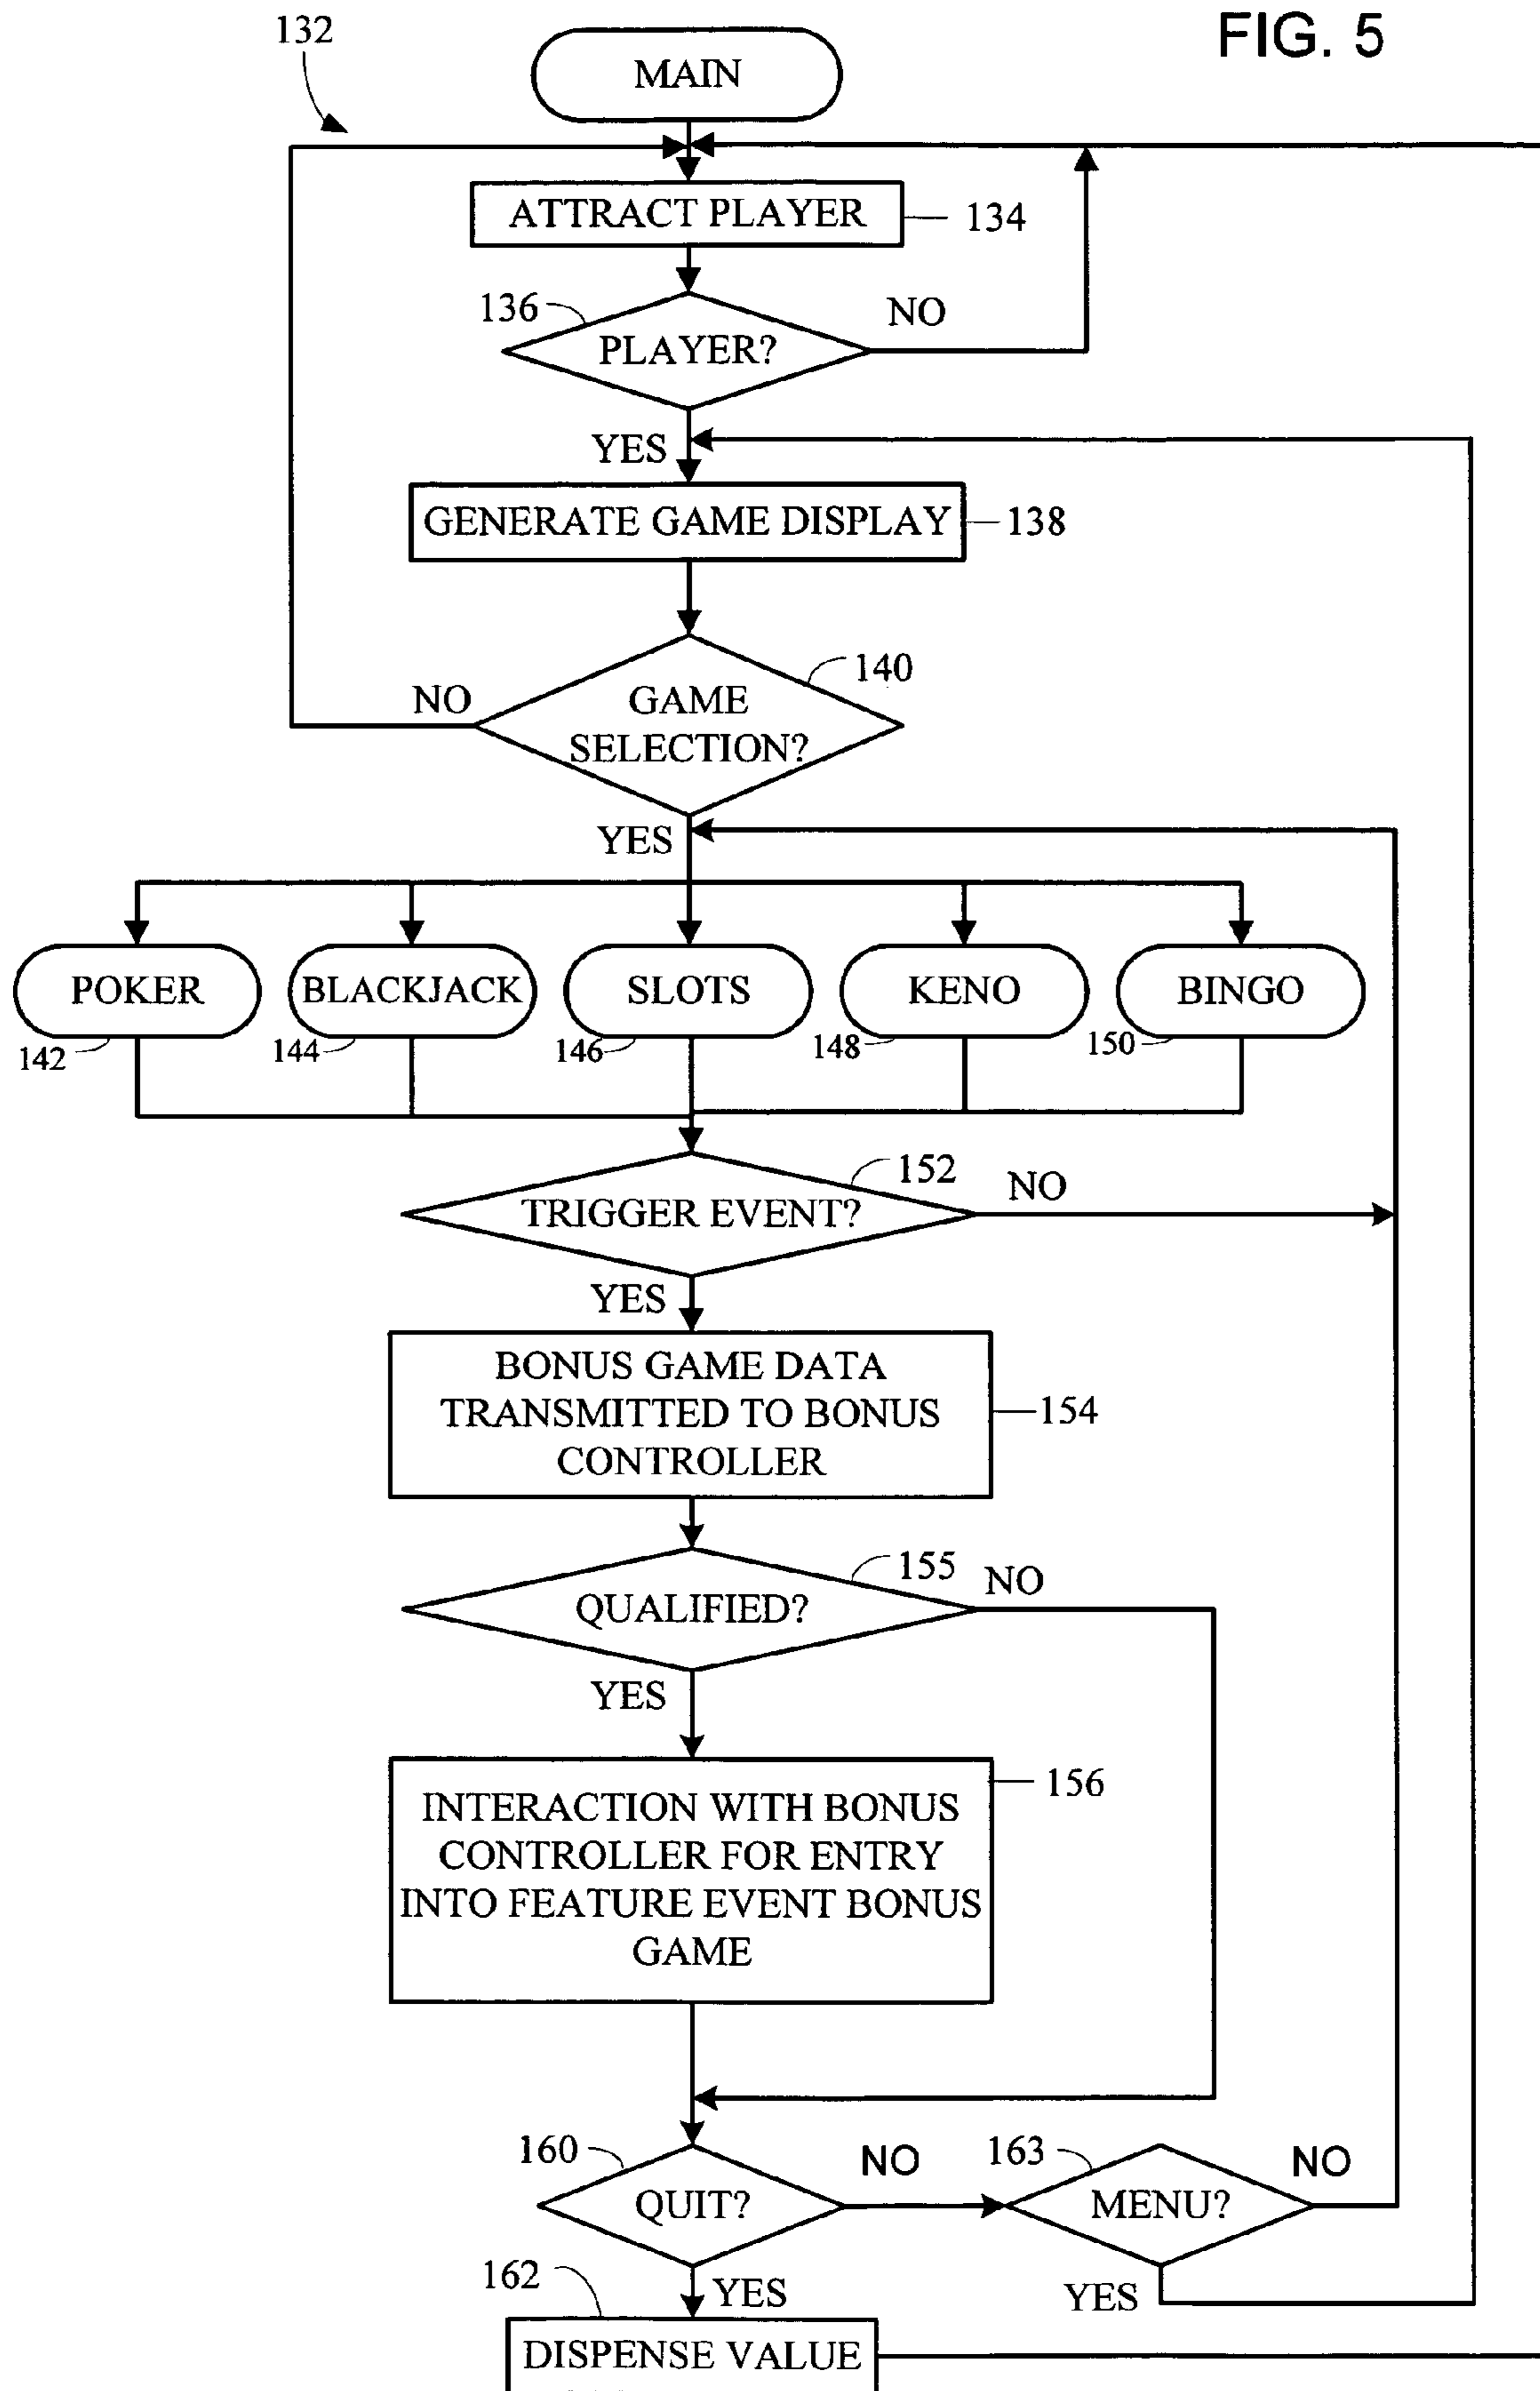 FIG. 5
132
MAIN
ATTRACT PLAYER
134
136
PLAYER?
NO
YES
GENERATE GAME DISPLAY
138
140
NO
GAME
SELECTION?
YES
POKER
BLACKJACK
SLOTS
KENO
BINGO
142
144
146
148
150
152
NO
TRIGGER EVENT?
YES
BONUS GAME DATA
TRANSMITTED TO BONUS
CONTROLLER
154
155
NO
QUALIFIED?
YES
156
INTERACTION WITH BONUS
CONTROLLER FOR ENTRY
INTO FEATURE EVENT BONUS
GAME
160
NO
163
NO
QUIT?
MENU?
162
YES
YES
DISPENSE VALUE